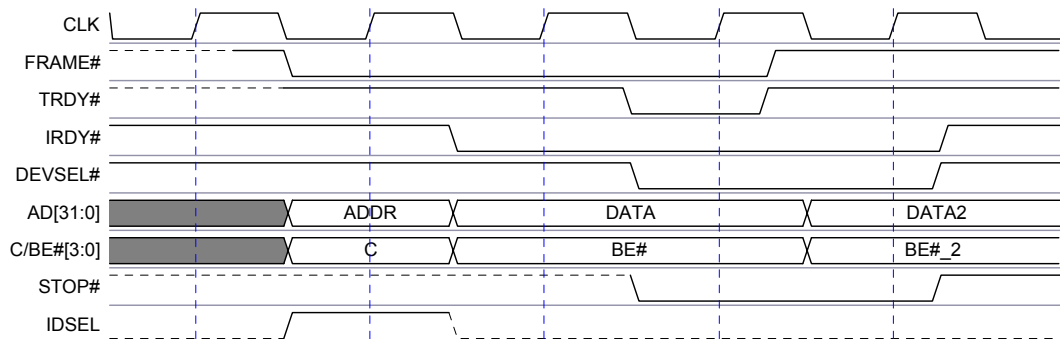 CLK
FRAME#
TRDY#
IRDY#
DEVSEL#
AD[31:0] ADDR DATA DATA2
C/BE#[3:0] C BE# BE#_2
STOP#
IDSEL